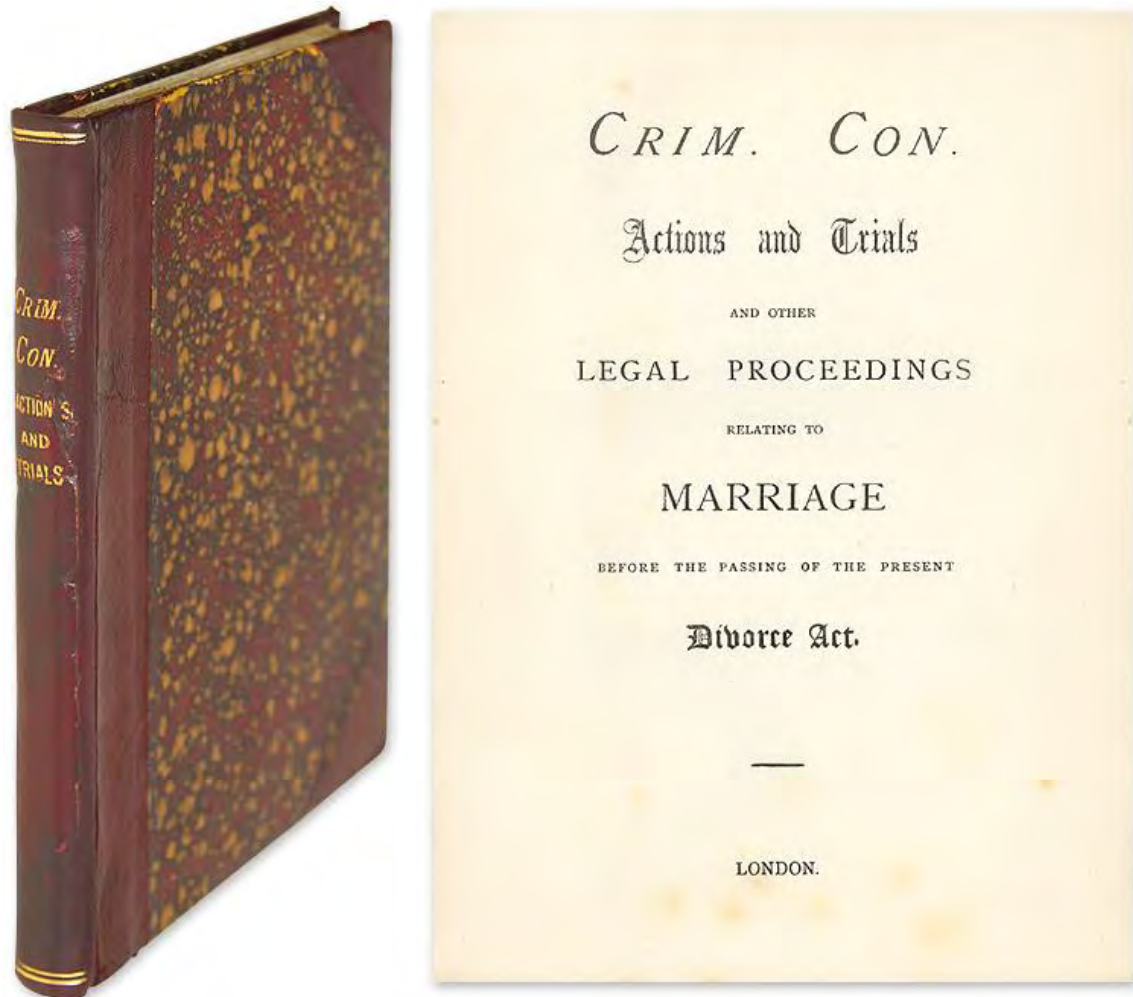 CRIM.
CON.
ACTIONS
AND
TRIALS
CRIM. CON.
Actions and Trials
AND OTHER
LEGAL PROCEEDINGS
RELATING TO
MARRIAGE
BEFORE THE PASSING OF THE PRESENT
Divorce Act.
LONDON.